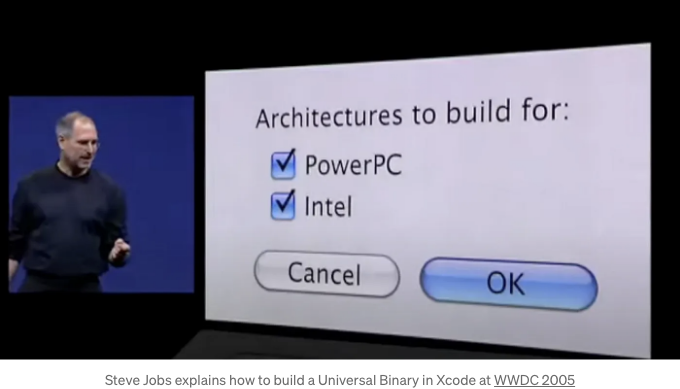 Architectures to build for:
PowerPC
Intel
Cancel
OK
Steve Jobs explains how to build a Universal Binary in Xcode at WWDC 2005